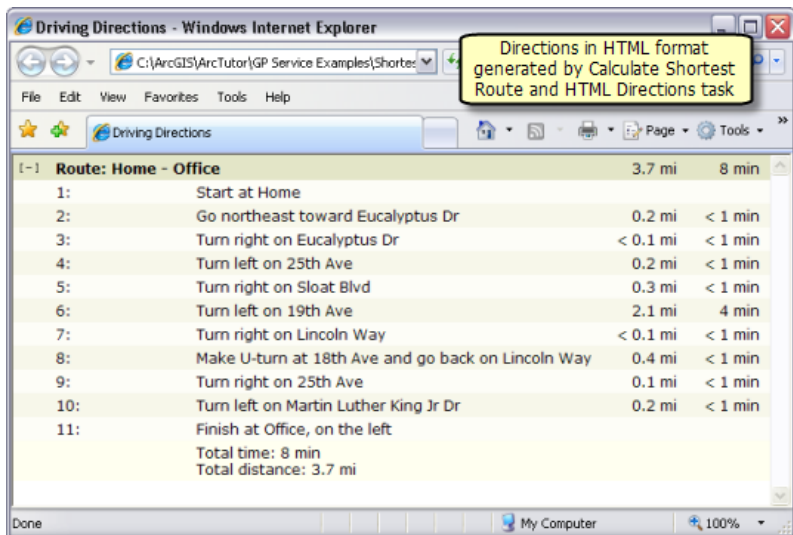 Driving Directions - Windows Internet Explorer
Directions in HTML format
generated by Calculate Shortest
Route and HTML Directions task
C:\ArcGIS\ArcTutor\GP Service Examples\Shortes
File Edit View Favorites Tools Help
Driving Directions
Page Tools »
[-] Route: Home - Office 3.7 mi 8 min
1: Start at Home
2: Go northeast toward Eucalyptus Dr 0.2 mi < 1 min
3: Turn right on Eucalyptus Dr < 0.1 mi < 1 min
4: Turn left on 25th Ave 0.2 mi < 1 min
5: Turn right on Sloat Blvd 0.3 mi < 1 min
6: Turn left on 19th Ave 2.1 mi 4 min
7: Turn right on Lincoln Way < 0.1 mi < 1 min
8: Make U-turn at 18th Ave and go back on Lincoln Way 0.4 mi < 1 min
9: Turn right on 25th Ave 0.1 mi < 1 min
10: Turn left on Martin Luther King Jr Dr 0.2 mi < 1 min
11: Finish at Office, on the left
Total time: 8 min
Total distance: 3.7 mi
Done My Computer 100%